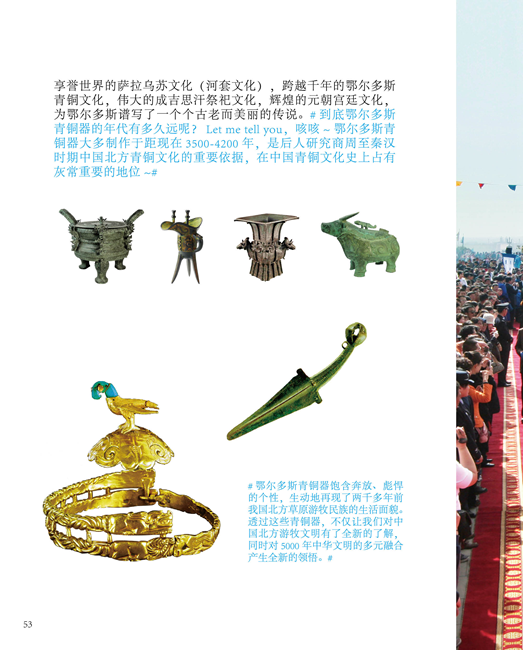 享誉世界的萨拉乌苏文化（河套文化），跨越千年的鄂尔多斯
青铜文化，伟大的成吉思汗祭祀文化，辉煌的元朝宫廷文化，
为鄂尔多斯谱写了一个个古老而美丽的传说。# 到底鄂尔多斯
青铜器的年代有多久远呢？ Let me tell you，咳咳 ~ 鄂尔多斯青
铜器大多制作于距现在 3500-4200 年，是后人研究商周至秦汉
时期中国北方青铜文化的重要依据，在中国青铜文化史上占有
灰常重要的地位 ~#
# 鄂尔多斯青铜器饱含奔放、彪悍
的个性，生动地再现了两千多年前
我国北方草原游牧民族的生活面貌。
透过这些青铜器，不仅让我们对中
国北方游牧文明有了全新的了解，
同时对 5000 年中华文明的多元融合
产生全新的领悟。#
53